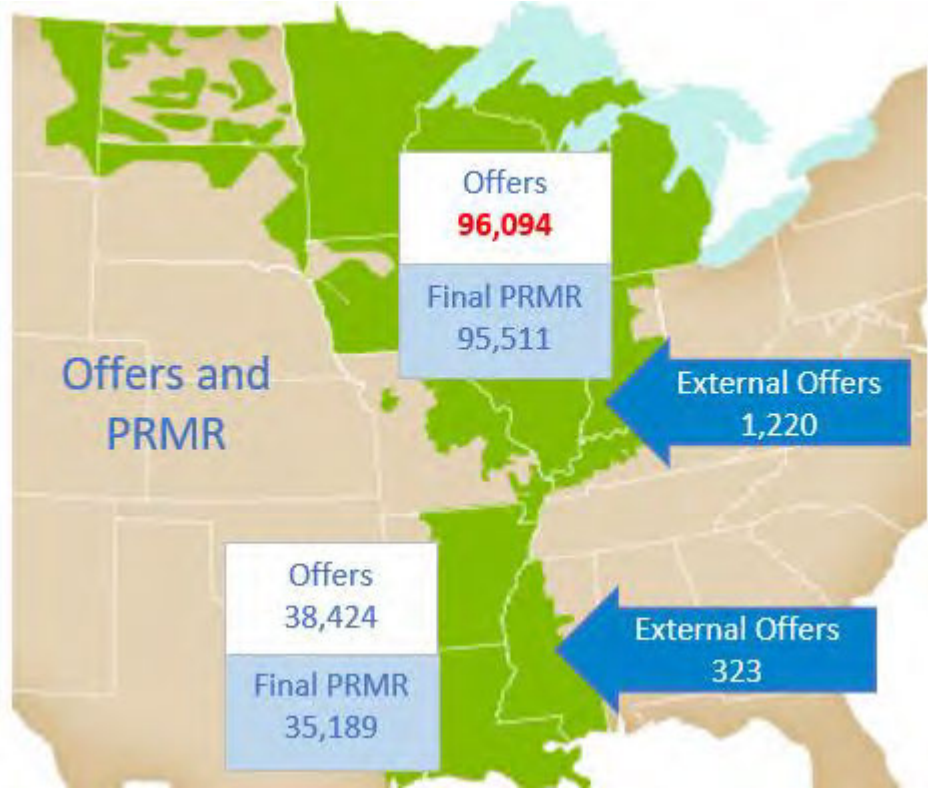 Offers
96,094
Final PRMR
95,511
Offers and
PRMR
External Offers
1,220
Offers
38,424
Final PRMR
35,189
External Offers
323